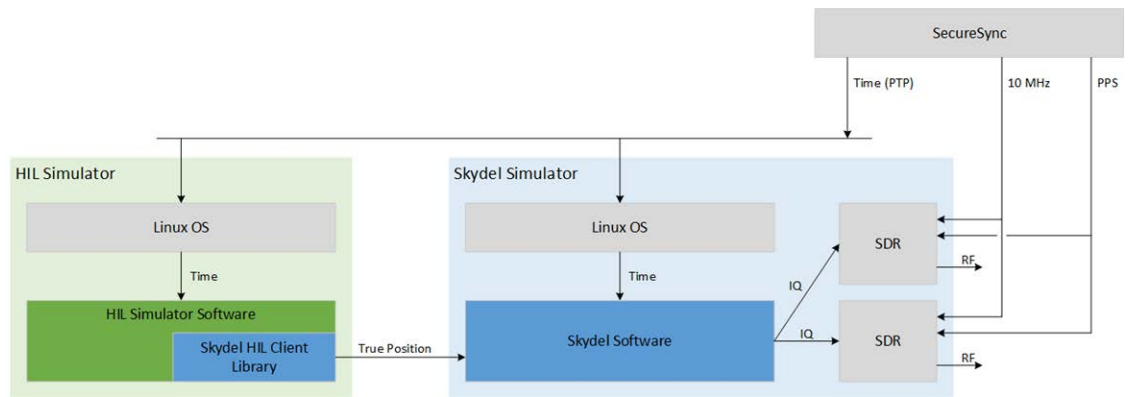 SecureSync
Time (PTP)
10 MHz
PPS
HIL Simulator
Skydel Simulator
Linux OS
Linux OS
SDR
Time
Time
RF
IQ
HIL Simulator Software
Skydel HIL Client
Library
True Position
Skydel Software
IQ
SDR
RF